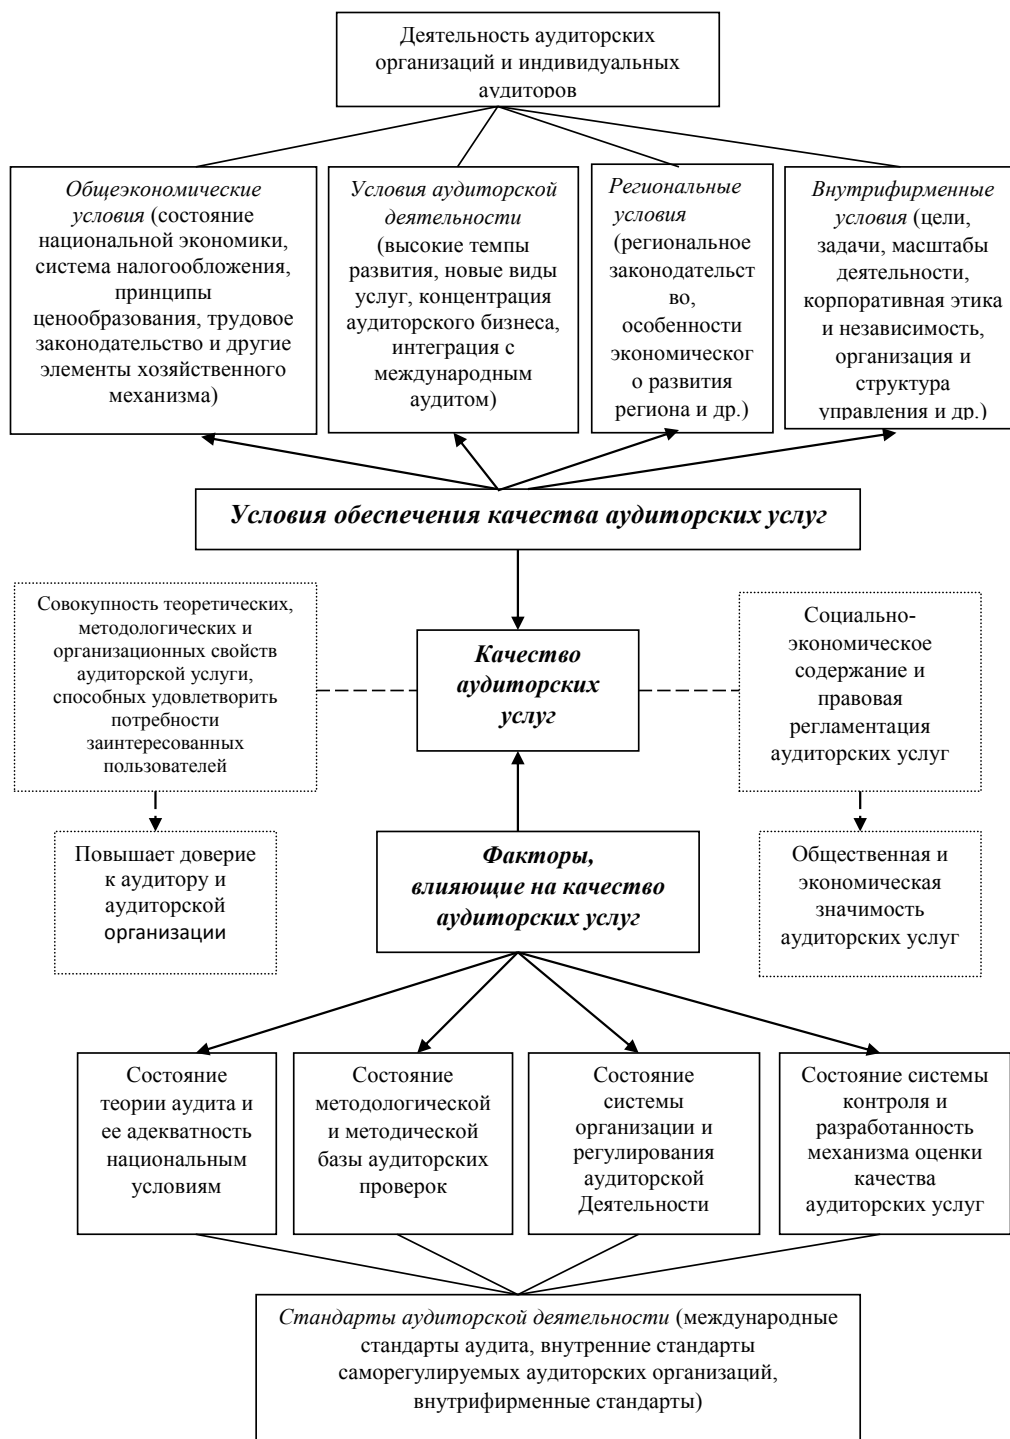 Деятельность аудиторских
организаций и индивидуальных
аудиторов
Общеэкономические
условия (состояние
национальной экономики,
система налогообложения,
принципы
ценообразования, трудовое
законодательство и другие
элементы хозяйственного
механизма)
Условия аудиторской
деятельности
(высокие темпы
развития, новые виды
услуг, концентрация
аудиторского бизнеса,
интеграция с
международным
аудитом)
Региональные
условия
(региональное
законодательст
во,
особенности
экономическог
о развития
региона и др.)
Внутрифирменные
условия (цели,
задачи, масштабы
деятельности,
корпоративная этика
и независимость,
организация и
структура
управления и др.)
Условия обеспечения качества аудиторских услуг
Совокупность теоретических,
методологических и
организационных свойств
аудиторской услуги,
способных удовлетворить
потребности
заинтересованных
пользователей
Качество
аудиторских
услуг
Социально-
экономическое
содержание и
правовая
регламентация
аудиторских услуг
Повышает доверие
к аудитору и
аудиторской
организации
Факторы,
влияющие на качество
аудиторских услуг
Общественная и
экономическая
значимость
аудиторских услуг
Состояние
теории аудита и
ее адекватность
национальным
условиям
Состояние
методологической
и методической
базы аудиторских
проверок
Состояние
системы
организации и
регулирования
аудиторской
Деятельности
Состояние системы
контроля и
разработанность
механизма оценки
качества
аудиторских услуг
Стандарты аудиторской деятельности (международные
стандарты аудита, внутренние стандарты
саморегулируемых аудиторских организаций,
внутрифирменные стандарты)